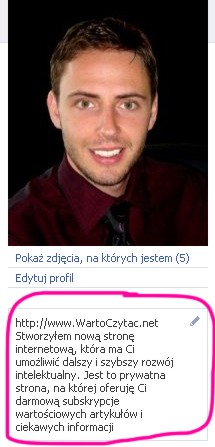 Pokaż zdjęcia, na których jestem (5)
Edytuj profil
http://www.WartoCzytac.net
Stworzyłem nową stronę
internetową, która ma Ci
umożliwić dalszy i szybszy rozwój
intelektualny. Jest to prywatna
strona, na której oferuję Ci
darmową subskrypcje
wartościowych artykułów i
ciekawych informacji